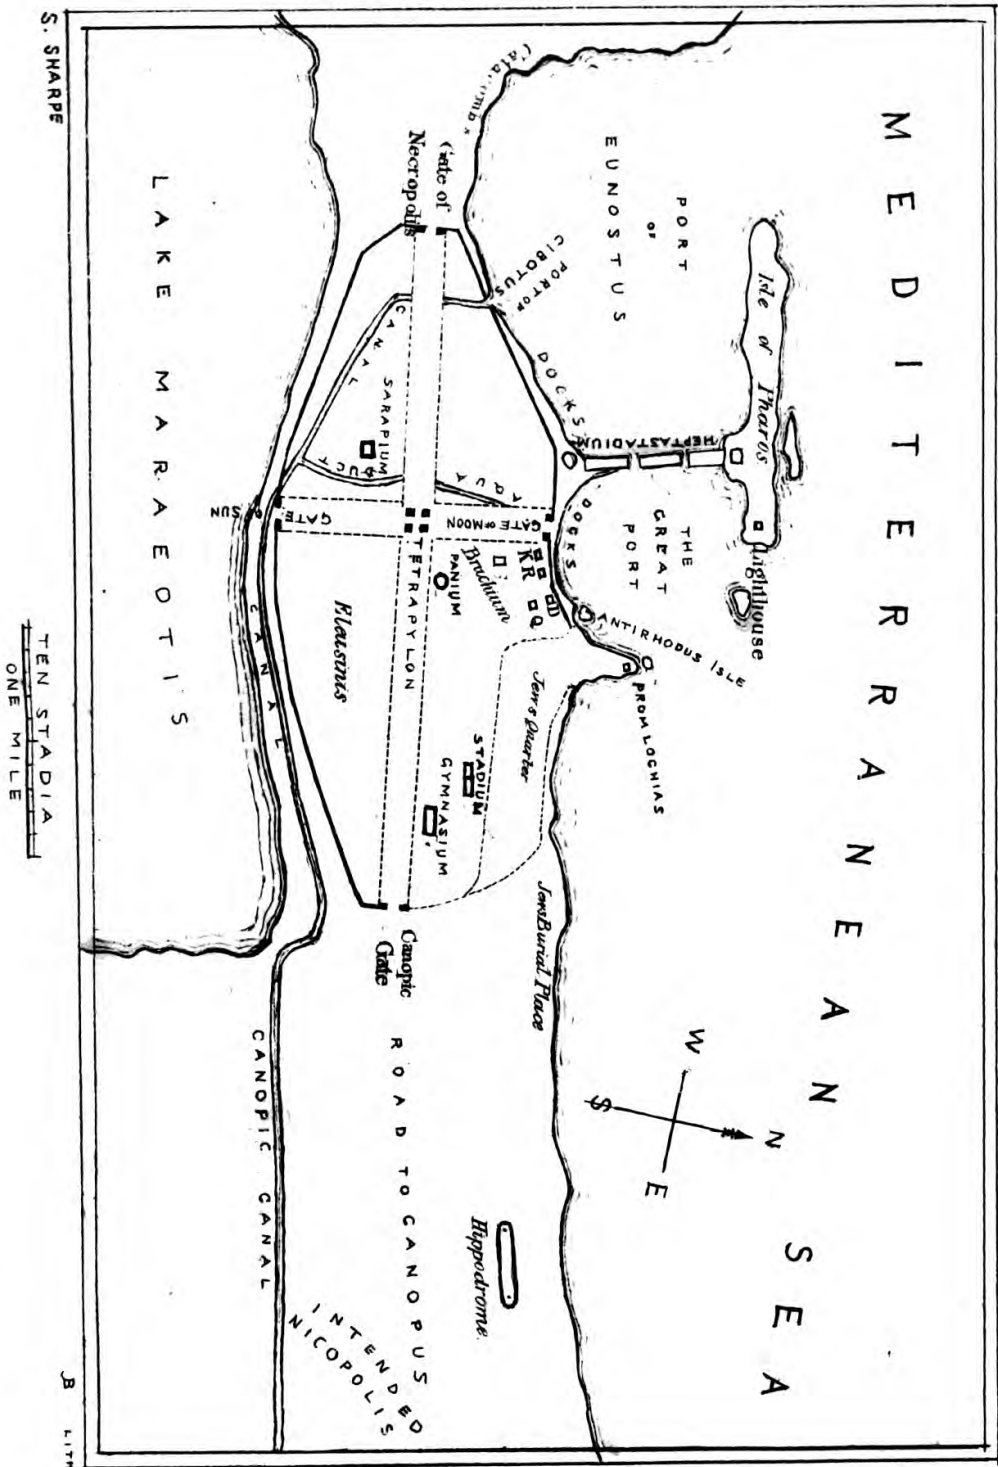 MEDITERRANEAN SEA
PORT
OF
EUNOSTUS
Isle of Pharos
Lighthouse
HEPTASTADIUM
THE
GREAT
PORT
ANTIRHODUS ISLE
PROM LOCHIAS
PORT OF
CIBOTUS
DOCKS
DOCKS
Catacombs
Gate of
Necropolis
CANAL
SARAPIUM
AQUA
DUCT
GATE OF MOON
GATE
OF SUN
TETRAPYLON
K
R
D
Q
Bruchium
PANIUM
Eleusinis
Jews Quarter
STADIUM
GYMNASIUM
Jews Burial Place
Canopic
Gate
ROAD TO CANOPUS
Hippodrome.
INTENDED
NICOPOLIS
CANAL
CANOPIC CANAL
LAKE MARAEOTIS
W
N
S
E
S. SHARPE
TEN STADIA
ONE MILE